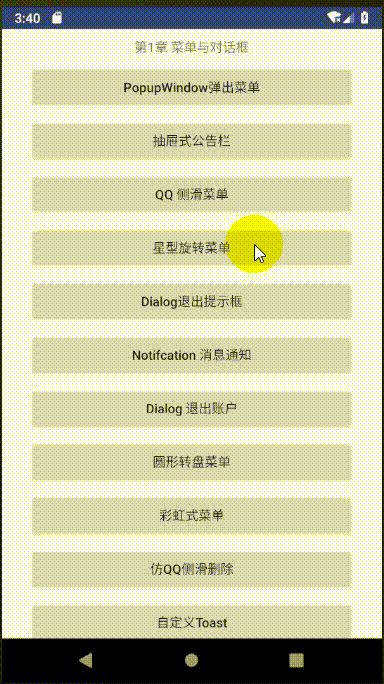 3:40
第1章 菜单与对话框
PopupWindow弹出菜单
抽屉式公告栏
QQ 侧滑菜单
星型旋转菜单
Dialog退出提示框
Notifcation 消息通知
Dialog 退出账户
圆形转盘菜单
彩虹式菜单
仿QQ侧滑删除
自定义Toast